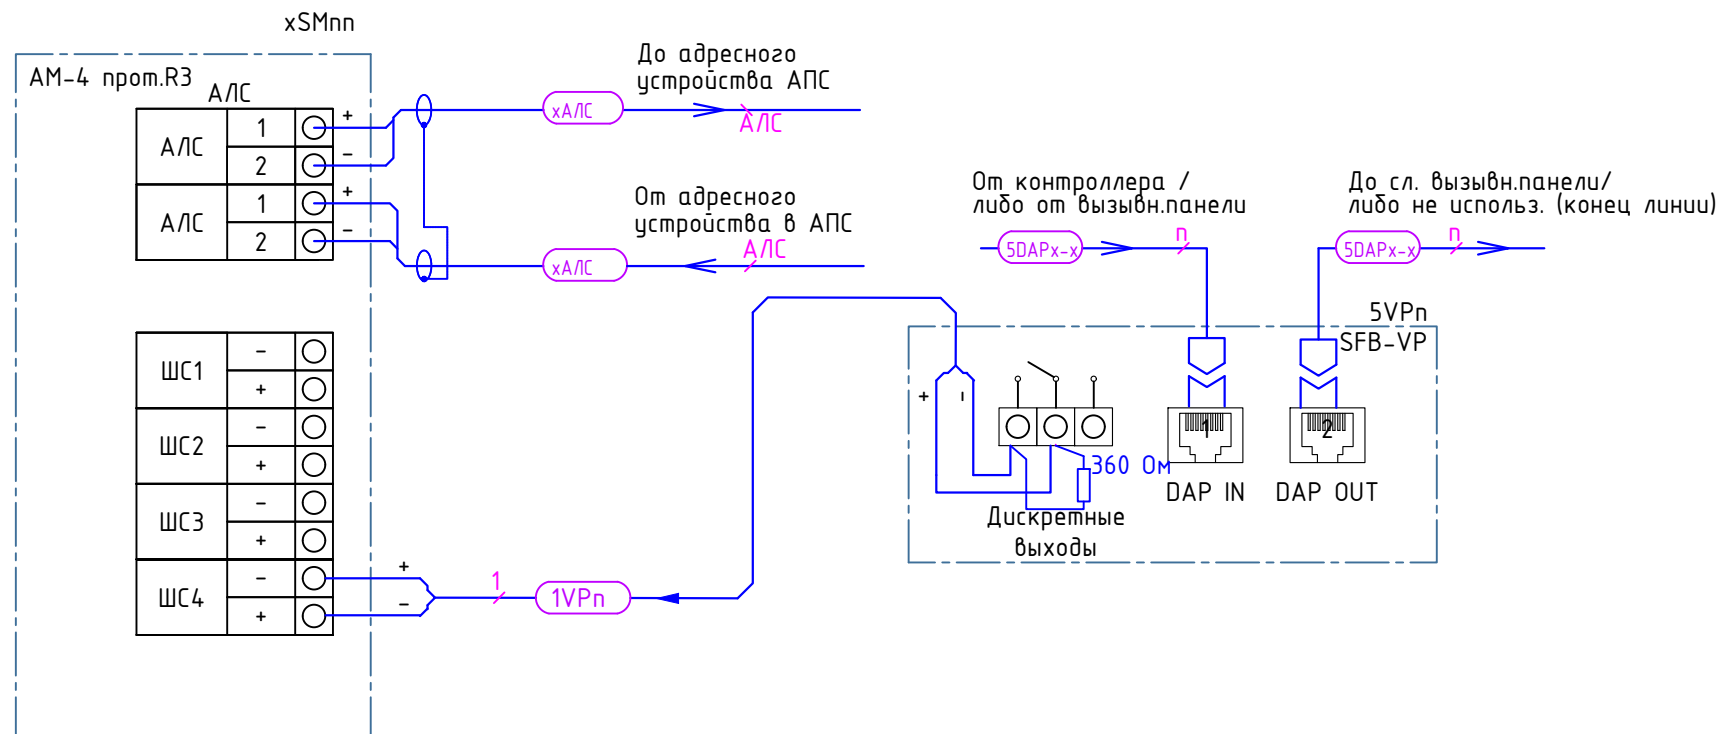 xSMnn
АМ-4 прот.R3
АЛС
АЛС
1
+
2
-
АЛС
1
+
2
-
До адресного
устройства АПС
xАЛС
АЛС
От адресного
устройства в АПС
xАЛС
АЛС
ШС1
-
+
ШС2
-
+
ШС3
-
+
ШС4
-
+
+
-
1
1VPn
От контроллера /
либо от вызывн.панели
5DAPx-x
n
До сл. вызывн.панели/
либо не использ. (конец линии)
5DAPx-x
n
5VPn
SFB-VP
+
-
360 Ом
Дискретные
выходы
1
DAP IN
2
DAP OUT